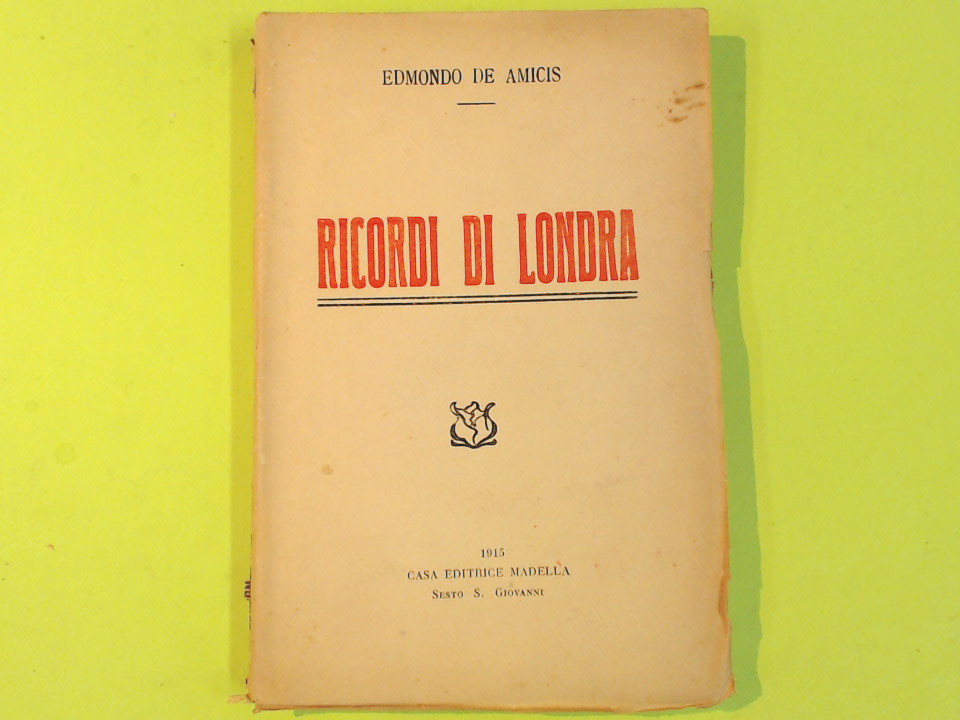 EDMONDO DE AMICIS
RICORDI DI LONDRA
1915
CASA EDITRICE MADELLA
SESTO S. GIOVANNI